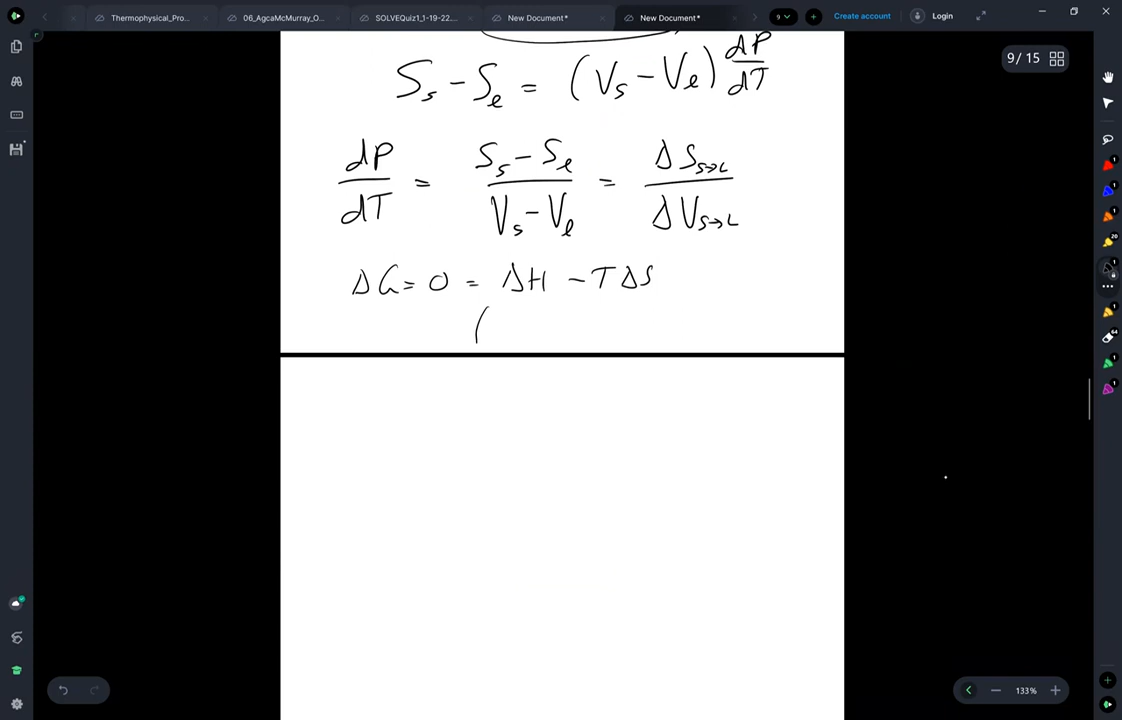 Thermophysical_Pro...
06_AgcaMcMurray_O...
SOLVEQuiz1_1-19-22....
New Document*
New Document*
9
Create account
Login
9/15
S_s - S_l = (V_s - V_l) dP/dT
dP/dT = (S_s - S_l)/(V_s - V_l) = ΔS_s→L/ΔV_s→L
ΔG = 0 = ΔH - TΔS
(
133%